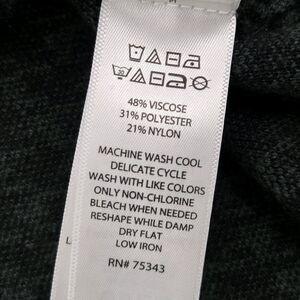 48% VISCOSE
31% POLYESTER
21% NYLON
MACHINE WASH COOL
DELICATE CYCLE
WASH WITH LIKE COLORS
ONLY NON-CHLORINE
BLEACH WHEN NEEDED
RESHAPE WHILE DAMP
DRY FLAT
LOW IRON
RN# 75343